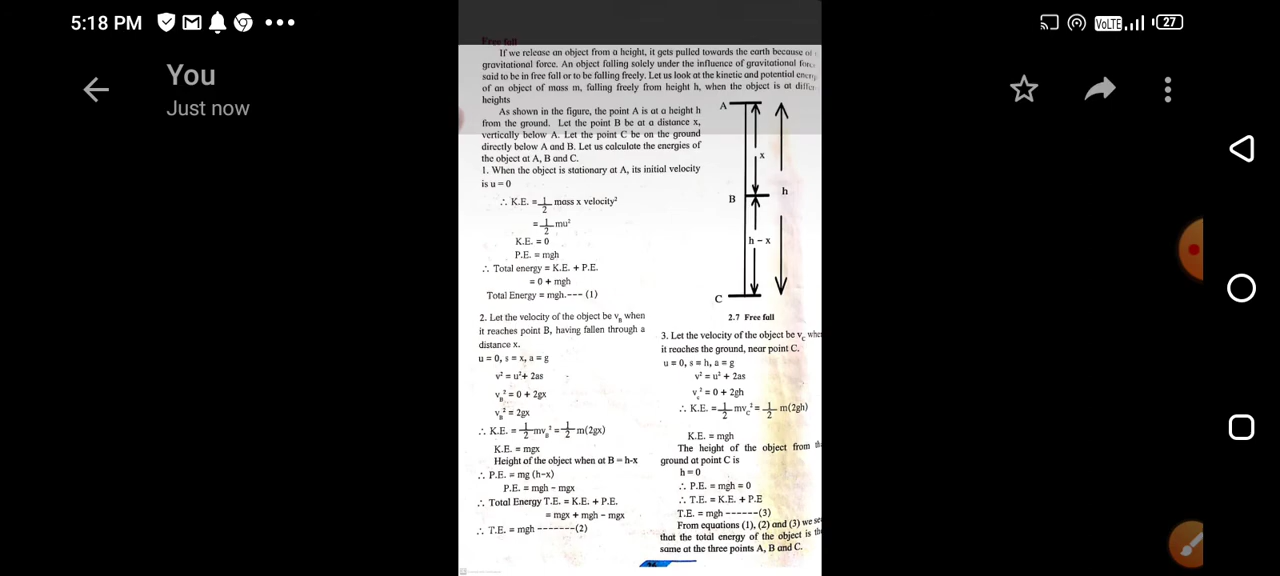 5:18 PM
VoLTE 27
You
Just now
Free fall
If we release an object from a height, it gets pulled towards the earth because of
gravitational force. An object falling solely under the influence of gravitational
said to be in free fall or to be falling freely. Let us look at the kinetic and potential
of an object of mass m, falling freely from height h, when the object is at
heights
As shown in the figure, the point A is at a height h
from the ground. Let the point B be at a distance x,
vertically below A. Let the point C be on the ground
directly below A and B. Let us calculate the energies of
the object at A, B and C.
1. When the object is stationary at A, its initial velocity
is u = 0
∴ K.E. = 1/2 mass x velocity²
= 1/2 mu²
K.E. = 0
P.E. = mgh
∴ Total energy = K.E. + P.E.
= 0 + mgh
Total Energy = mgh.--- (1)
A
x
B
h
h – x
C
2.7 Free fall
2. Let the velocity of the object be v_B when
it reaches point B, having fallen through a
distance x.
u = 0, s = x, a = g
v² = u² + 2as
v_B² = 0 + 2gx
v_B² = 2gx
∴ K.E. = 1/2 mv_B² = 1/2 m(2gx)
K.E. = mgx
Height of the object when at B = h-x
∴ P.E. = mg (h-x)
P.E. = mgh – mgx
∴ Total Energy T.E. = K.E. + P.E.
= mgx + mgh – mgx
∴ T.E. = mgh -------(2)
3. Let the velocity of the object be v_c
it reaches the ground, near point C.
u = 0, s = h, a = g
v² = u² + 2as
v_c² = 0 + 2gh
∴ K.E. = 1/2 mv_C² = 1/2 m(2gh)
K.E. = mgh
The height of the object from
ground at point C is
h = 0
∴ P.E. = mgh = 0
∴ T.E. = K.E. + P.E
T.E. = mgh ------(3)
From equations (1), (2) and (3) we
that the total energy of the object is
same at the three points A, B and C.